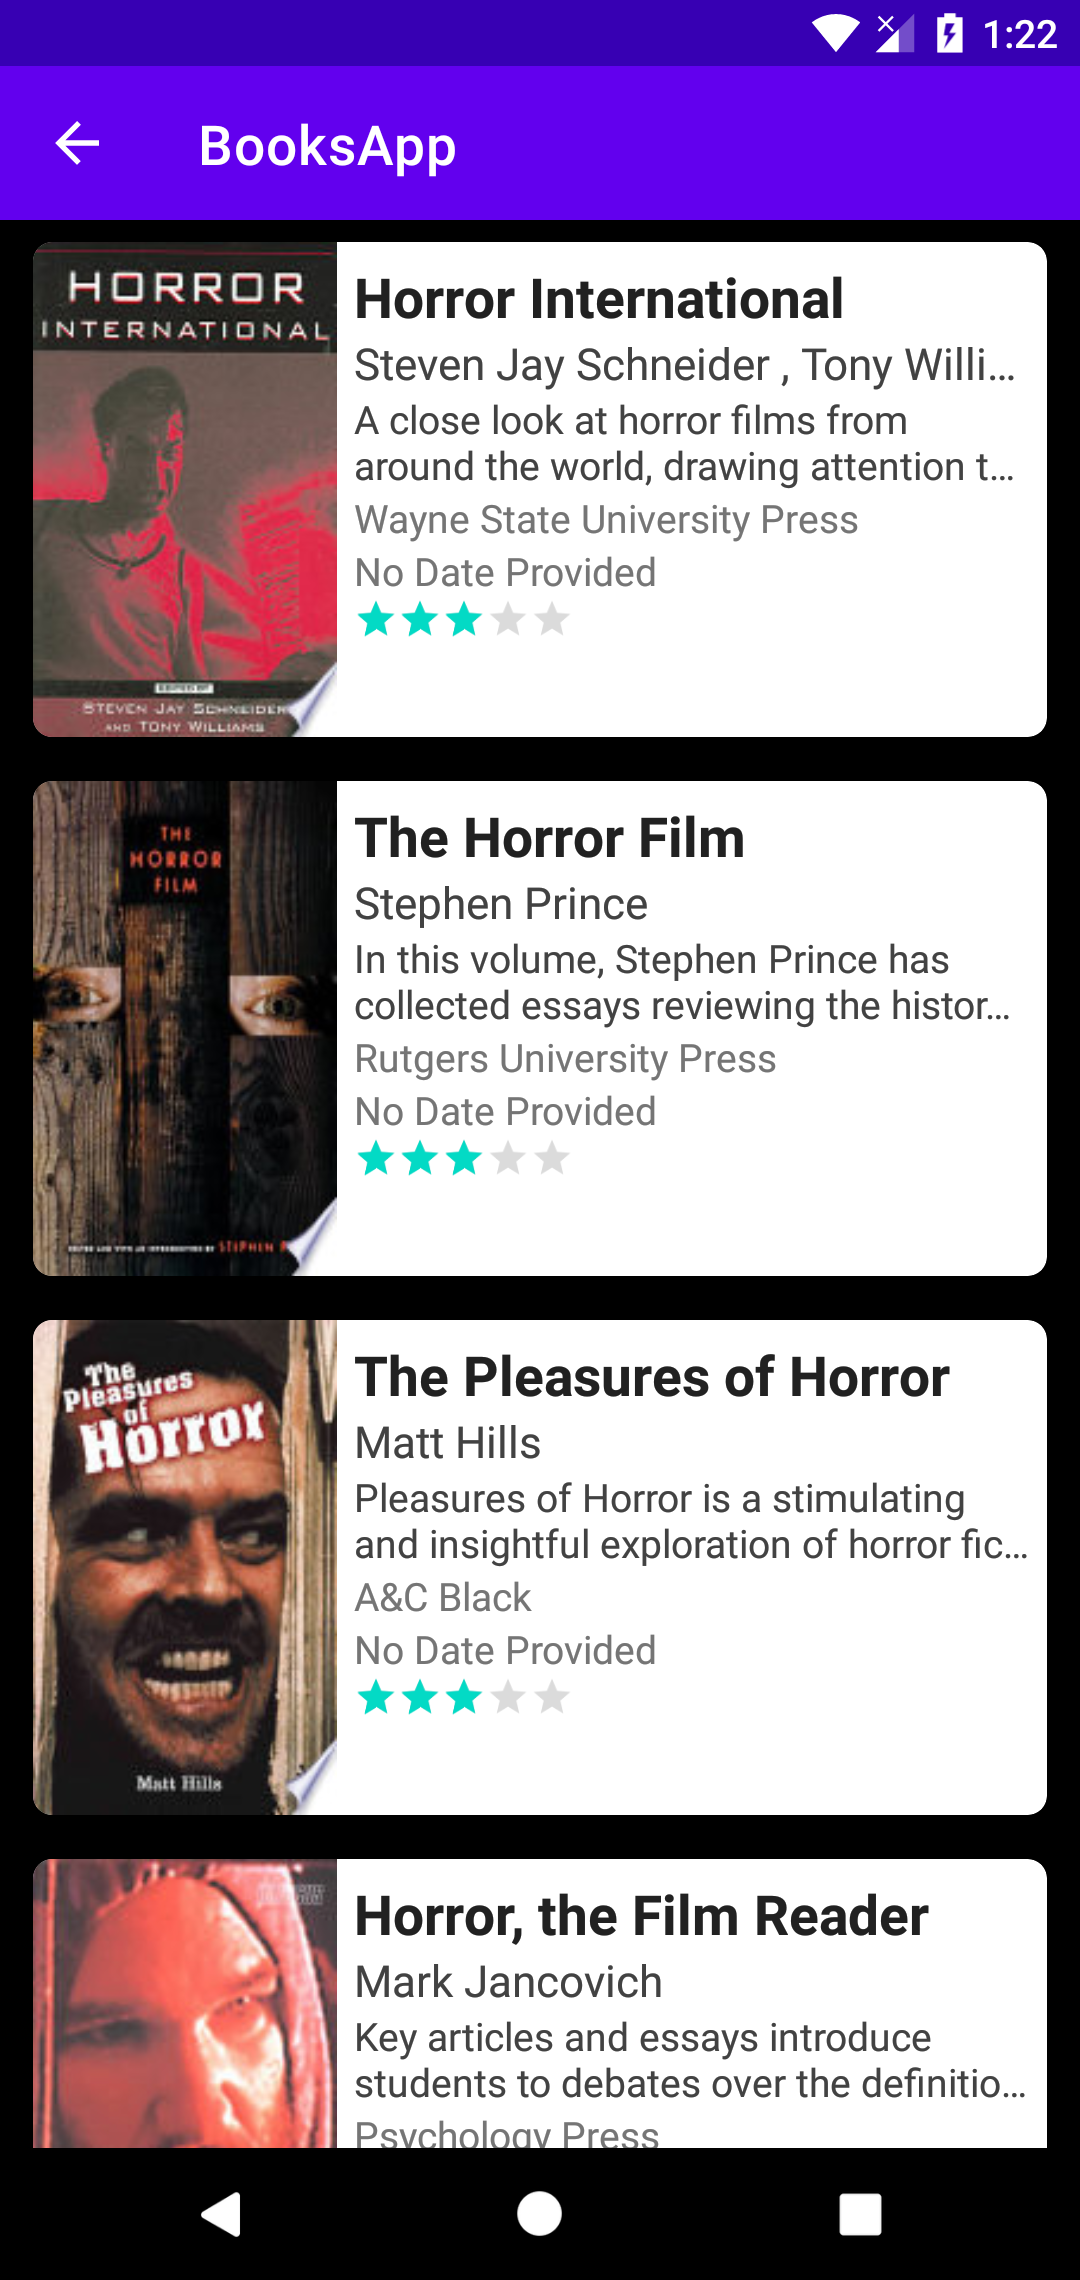 1:22
BooksApp
HORROR
INTERNATIONAL
EDITED BY
STEVEN JAY SCHNEIDER
AND TONY WILLIAMS
Horror International
Steven Jay Schneider , Tony Willi...
A close look at horror films from
around the world, drawing attention t...
Wayne State University Press
No Date Provided
THE
HORROR
FILM
The Horror Film
Stephen Prince
In this volume, Stephen Prince has
collected essays reviewing the histor...
Rutgers University Press
No Date Provided
The
Pleasures
of
Horror
Matt Hills
The Pleasures of Horror
Matt Hills
Pleasures of Horror is a stimulating
and insightful exploration of horror fic...
A&C Black
No Date Provided
Horror, the Film Reader
Mark Jancovich
Key articles and essays introduce
students to debates over the definitio...
Psychology Press